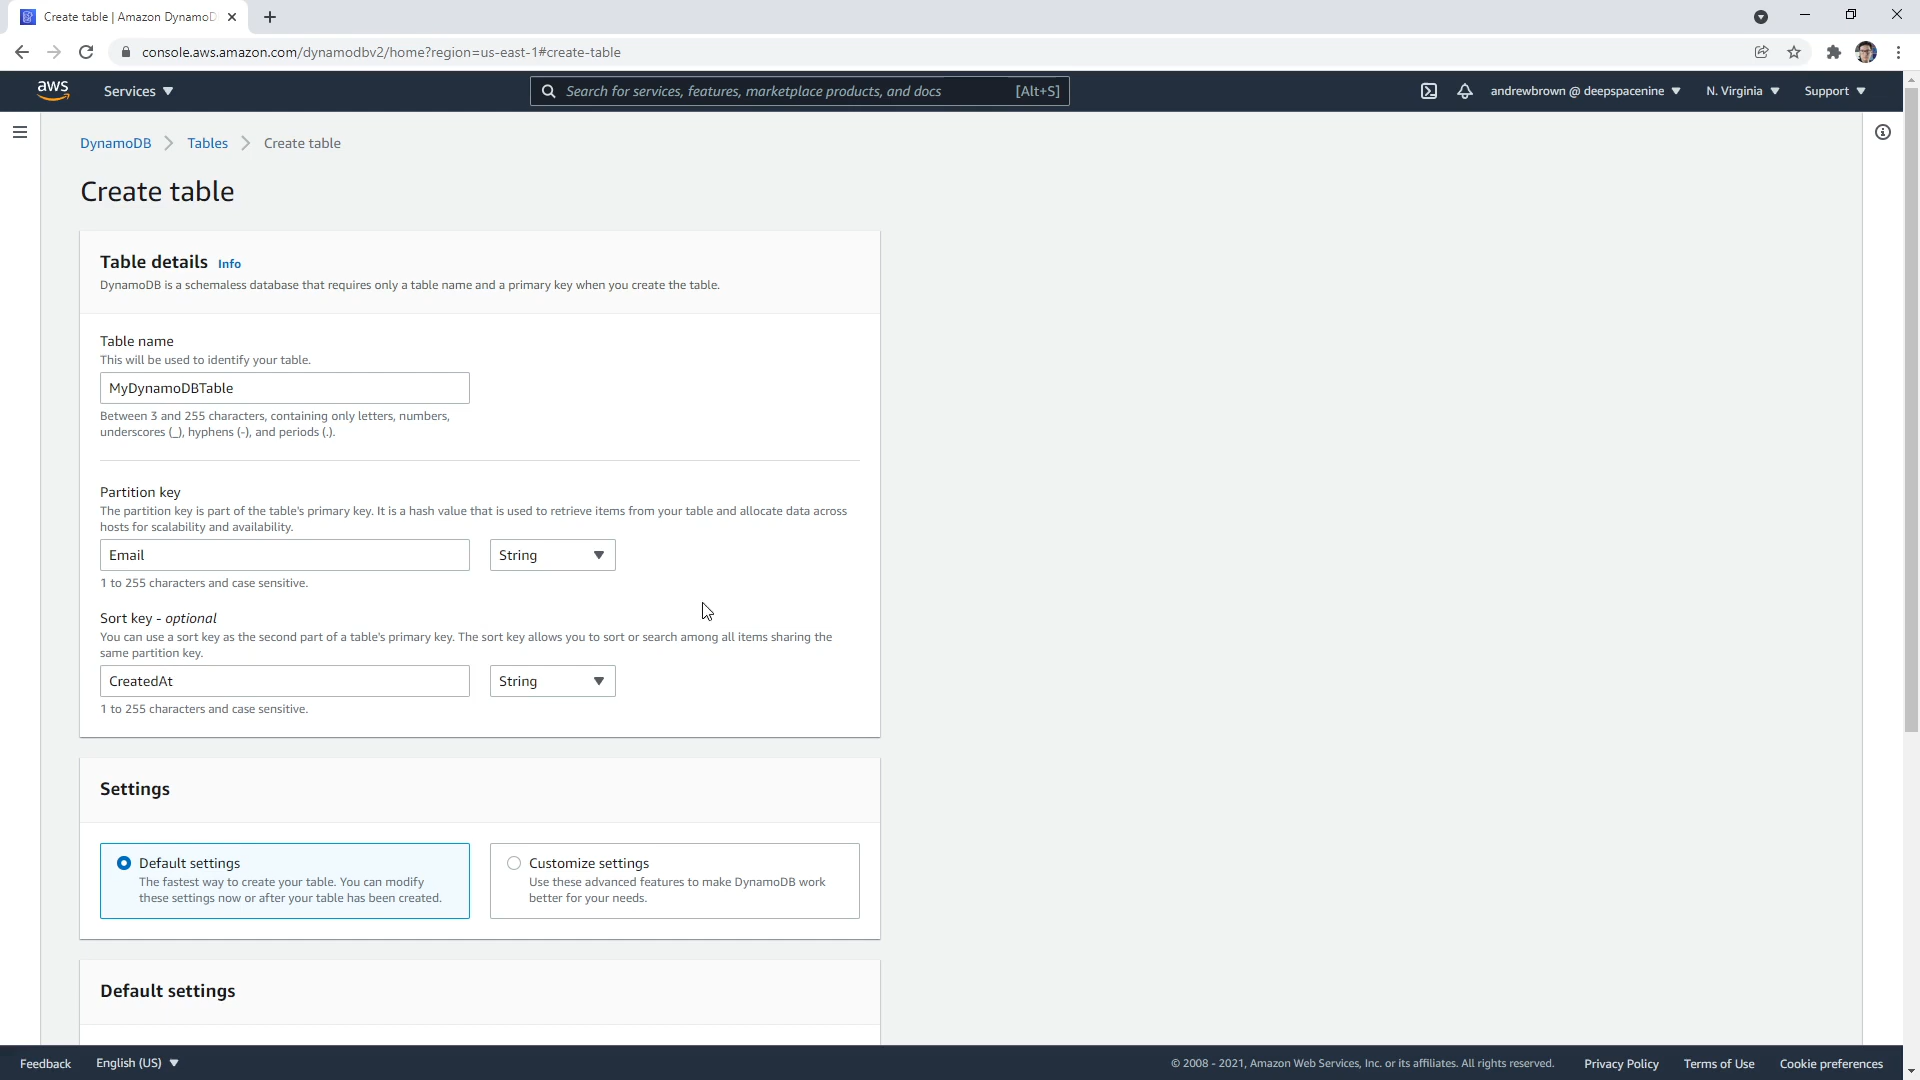 Create table | Amazon DynamoD
console.aws.amazon.com/dynamodbv2/home?region=us-east-1#create-table
aws
Services
Search for services, features, marketplace products, and docs
[Alt+S]
andrewbrown @ deepspacenine
N. Virginia
Support
DynamoDB
Tables
Create table
Create table
Table details Info
DynamoDB is a schemaless database that requires only a table name and a primary key when you create the table.
Table name
This will be used to identify your table.
MyDynamoDBTable
Between 3 and 255 characters, containing only letters, numbers,
underscores (_), hyphens (-), and periods (.).
Partition key
The partition key is part of the table's primary key. It is a hash value that is used to retrieve items from your table and allocate data across
hosts for scalability and availability.
Email
String
1 to 255 characters and case sensitive.
Sort key - optional
You can use a sort key as the second part of a table's primary key. The sort key allows you to sort or search among all items sharing the
same partition key.
CreatedAt
String
1 to 255 characters and case sensitive.
Settings
Default settings
The fastest way to create your table. You can modify
these settings now or after your table has been created.
Customize settings
Use these advanced features to make DynamoDB work
better for your needs.
Default settings
Feedback
English (US)
© 2008 - 2021, Amazon Web Services, Inc. or its affiliates. All rights reserved.
Privacy Policy
Terms of Use
Cookie preferences